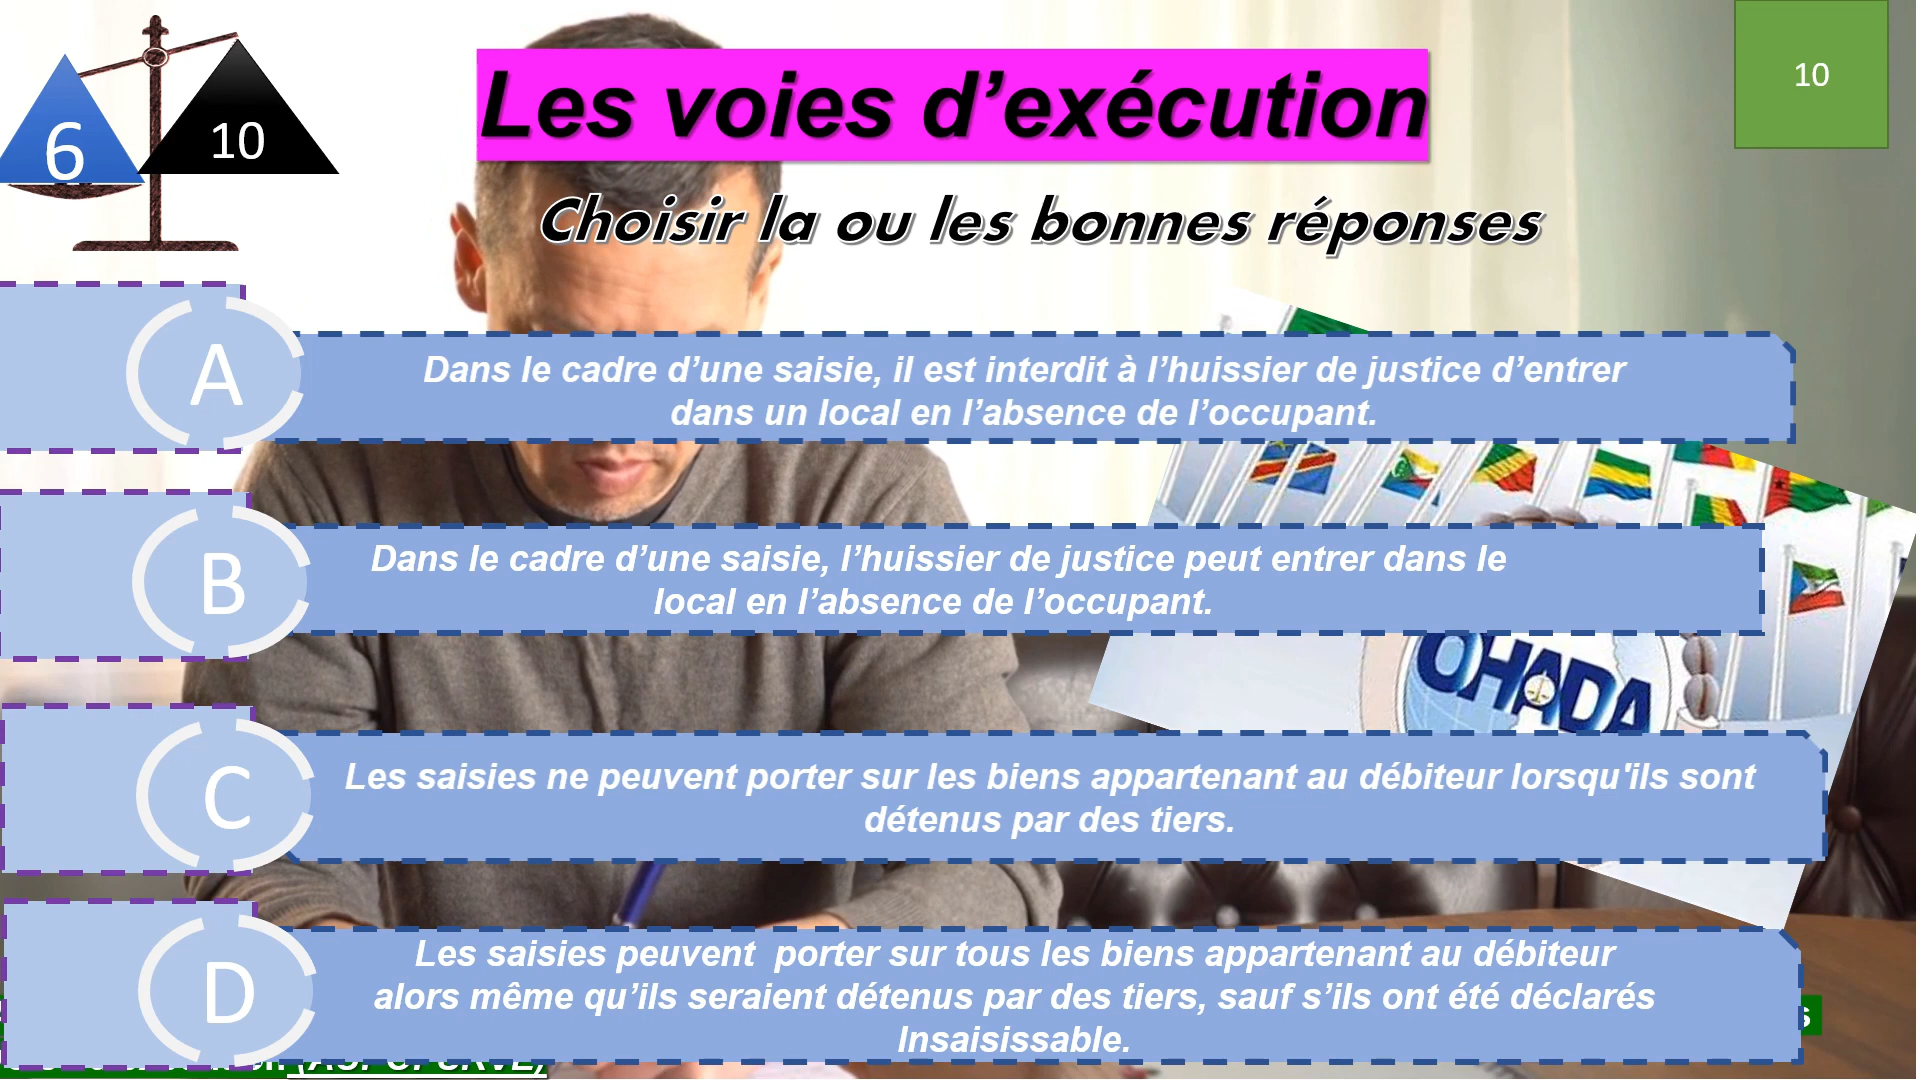 6
10
Les voies d’exécution
10
Choisir la ou les bonnes réponses
A
Dans le cadre d’une saisie, il est interdit à l’huissier de justice d’entrer
dans un local en l’absence de l’occupant.
B
Dans le cadre d’une saisie, l’huissier de justice peut entrer dans le
local en l’absence de l’occupant.
OHADA
C
Les saisies ne peuvent porter sur les biens appartenant au débiteur lorsqu'ils sont
détenus par des tiers.
D
Les saisies peuvent  porter sur tous les biens appartenant au débiteur
alors même qu’ils seraient détenus par des tiers, sauf s’ils ont été déclarés
Insaisissable.